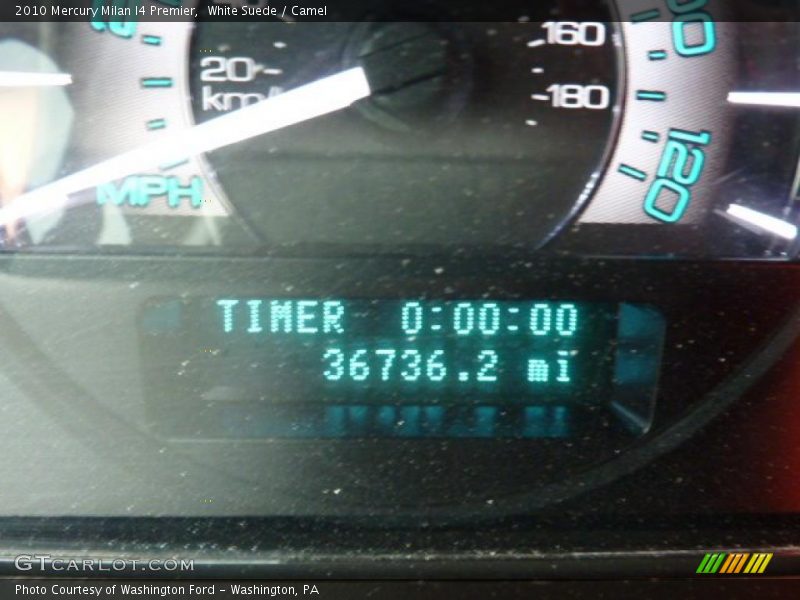 2010 Mercury Milan I4 Premier, White Suede / Camel
20
km/h
MPH
160
180
120
TIMER 0:00:00
36736.2 mi
GTCARLOT.COM
Photo Courtesy of Washington Ford - Washington, PA